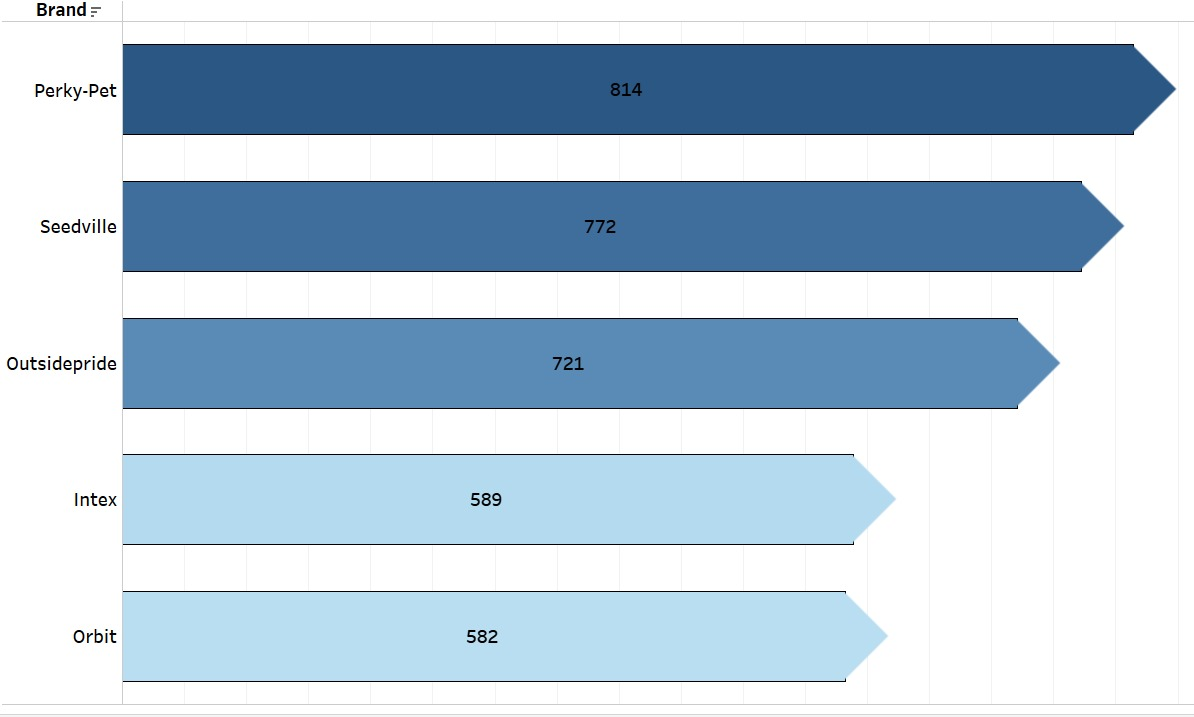 Brand
Perky-Pet 814
Seedville 772
Outsidepride 721
Intex 589
Orbit 582